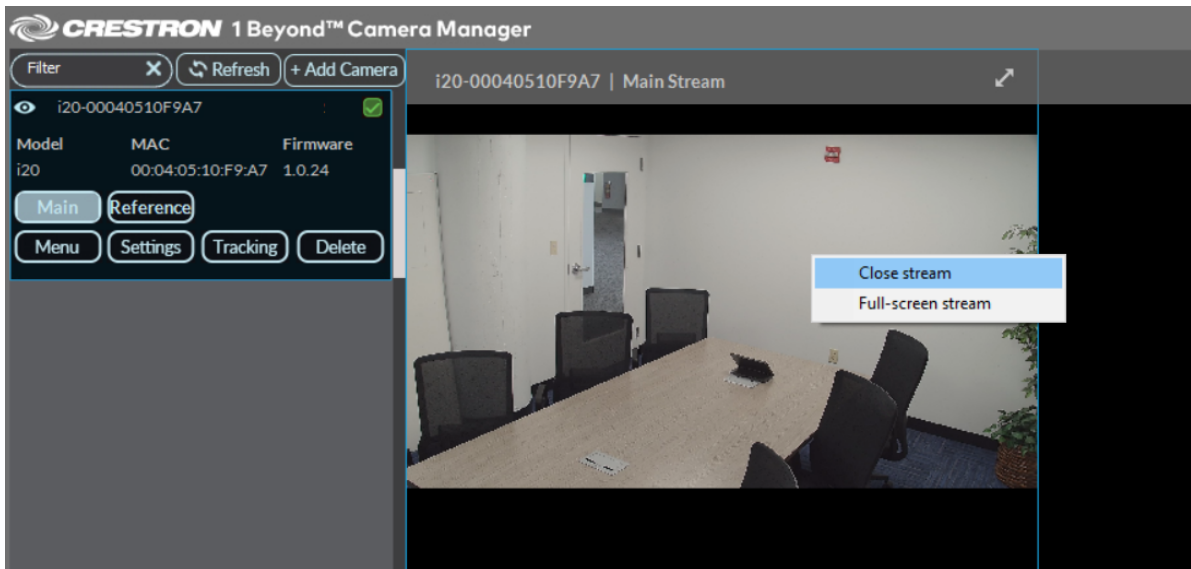 CRESTRON 1 Beyond™ Camera Manager
Filter Refresh + Add Camera
i20-00040510F9A7 | Main Stream
i20-00040510F9A7
Model MAC Firmware
i20 00:04:05:10:F9:A7 1.0.24
Main Reference
Menu Settings Tracking Delete
Close stream
Full-screen stream